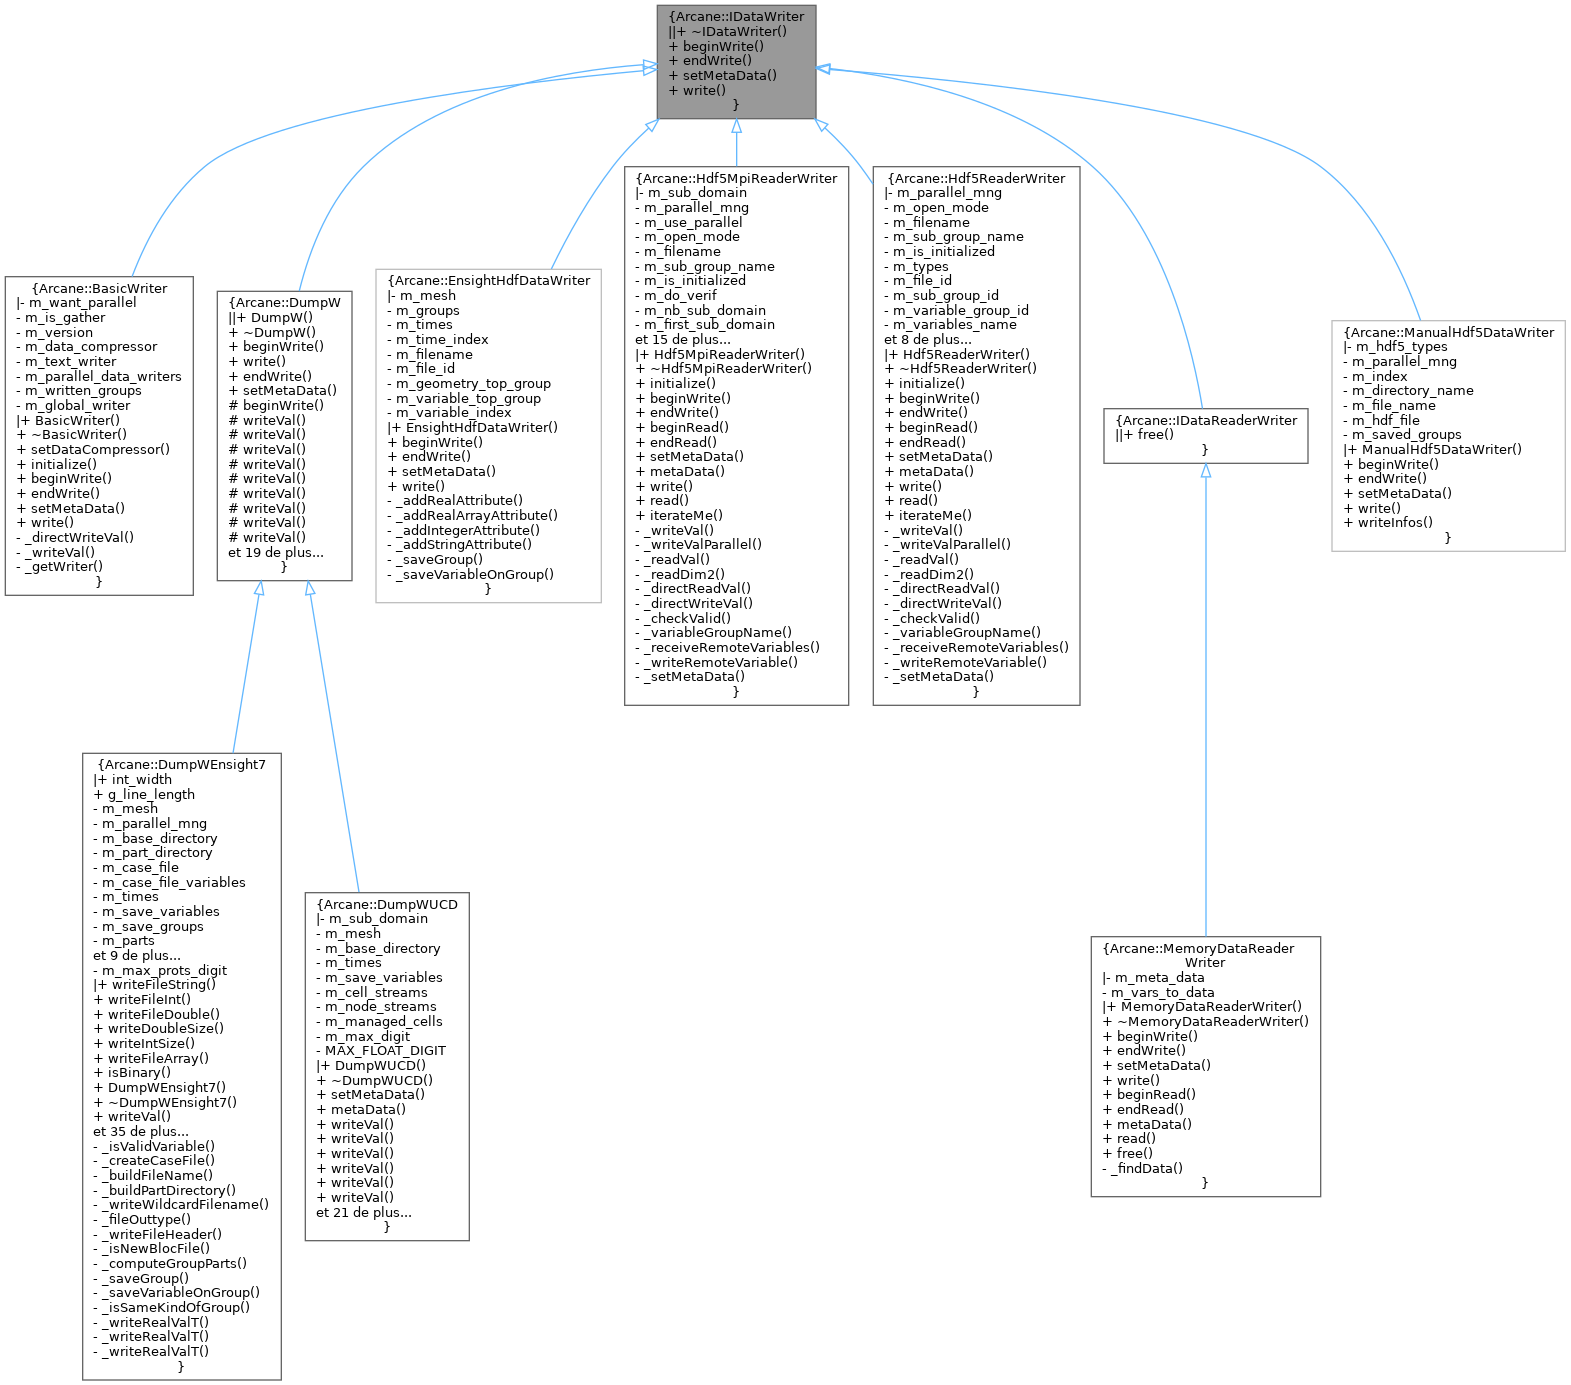 {Arcane::IDataWriter
||+ ~IDataWriter()
+ beginWrite()
+ endWrite()
+ setMetaData()
+ write()
}
{Arcane::BasicWriter
|- m_want_parallel
- m_is_gather
- m_version
- m_data_compressor
- m_text_writer
- m_parallel_data_writers
- m_written_groups
- m_global_writer
|+ BasicWriter()
+ ~BasicWriter()
+ setDataCompressor()
+ initialize()
+ beginWrite()
+ endWrite()
+ setMetaData()
+ write()
- _directWriteVal()
- _writeVal()
- _getWriter()
}
{Arcane::DumpW
||+ DumpW()
+ ~DumpW()
+ beginWrite()
+ write()
+ endWrite()
+ setMetaData()
# beginWrite()
# writeVal()
# writeVal()
# writeVal()
# writeVal()
# writeVal()
# writeVal()
# writeVal()
# writeVal()
# writeVal()
et 19 de plus...
}
{Arcane::EnsightHdfDataWriter
|- m_mesh
- m_groups
- m_times
- m_time_index
- m_filename
- m_file_id
- m_geometry_top_group
- m_variable_top_group
- m_variable_index
|+ EnsightHdfDataWriter()
+ beginWrite()
+ endWrite()
+ setMetaData()
+ write()
- _addRealAttribute()
- _addRealArrayAttribute()
- _addIntegerAttribute()
- _addStringAttribute()
- _saveGroup()
- _saveVariableOnGroup()
}
{Arcane::Hdf5MpiReaderWriter
|- m_sub_domain
- m_parallel_mng
- m_use_parallel
- m_open_mode
- m_filename
- m_sub_group_name
- m_is_initialized
- m_do_verif
- m_nb_sub_domain
- m_first_sub_domain
et 15 de plus...
|+ Hdf5MpiReaderWriter()
+ ~Hdf5MpiReaderWriter()
+ initialize()
+ beginWrite()
+ endWrite()
+ beginRead()
+ endRead()
+ setMetaData()
+ metaData()
+ write()
+ read()
+ iterateMe()
- _writeVal()
- _writeValParallel()
- _readVal()
- _readDim2()
- _directReadVal()
- _directWriteVal()
- _checkValid()
- _variableGroupName()
- _receiveRemoteVariables()
- _writeRemoteVariable()
- _setMetaData()
}
{Arcane::Hdf5ReaderWriter
|- m_parallel_mng
- m_open_mode
- m_filename
- m_sub_group_name
- m_is_initialized
- m_types
- m_file_id
- m_sub_group_id
- m_variable_group_id
- m_variables_name
et 8 de plus...
|+ Hdf5ReaderWriter()
+ ~Hdf5ReaderWriter()
+ initialize()
+ beginWrite()
+ endWrite()
+ beginRead()
+ endRead()
+ setMetaData()
+ metaData()
+ write()
+ read()
+ iterateMe()
- _writeVal()
- _writeValParallel()
- _readVal()
- _readDim2()
- _directReadVal()
- _directWriteVal()
- _checkValid()
- _variableGroupName()
- _receiveRemoteVariables()
- _writeRemoteVariable()
- _setMetaData()
}
{Arcane::IDataReaderWriter
||+ free()
}
{Arcane::ManualHdf5DataWriter
|- m_hdf5_types
- m_parallel_mng
- m_index
- m_directory_name
- m_file_name
- m_hdf_file
- m_saved_groups
|+ ManualHdf5DataWriter()
+ beginWrite()
+ endWrite()
+ setMetaData()
+ write()
+ writeInfos()
}
{Arcane::DumpWEnsight7
|+ int_width
+ g_line_length
- m_mesh
- m_parallel_mng
- m_base_directory
- m_part_directory
- m_case_file
- m_case_file_variables
- m_times
- m_save_variables
- m_save_groups
- m_parts
et 9 de plus...
- m_max_prots_digit
|+ writeFileString()
+ writeFileInt()
+ writeFileDouble()
+ writeDoubleSize()
+ writeIntSize()
+ writeFileArray()
+ isBinary()
+ DumpWEnsight7()
+ ~DumpWEnsight7()
+ writeVal()
et 35 de plus...
- _isValidVariable()
- _createCaseFile()
- _buildFileName()
- _buildPartDirectory()
- _writeWildcardFilename()
- _fileOuttype()
- _writeFileHeader()
- _isNewBlocFile()
- _computeGroupParts()
- _saveGroup()
- _saveVariableOnGroup()
- _isSameKindOfGroup()
- _writeRealValT()
- _writeRealValT()
- _writeRealValT()
}
{Arcane::DumpWUCD
|- m_sub_domain
- m_mesh
- m_base_directory
- m_times
- m_save_variables
- m_cell_streams
- m_node_streams
- m_managed_cells
- m_max_digit
- MAX_FLOAT_DIGIT
|+ DumpWUCD()
+ ~DumpWUCD()
+ setMetaData()
+ metaData()
+ writeVal()
+ writeVal()
+ writeVal()
+ writeVal()
+ writeVal()
+ writeVal()
et 21 de plus...
}
{Arcane::MemoryDataReader
Writer
|- m_meta_data
- m_vars_to_data
|+ MemoryDataReaderWriter()
+ ~MemoryDataReaderWriter()
+ beginWrite()
+ endWrite()
+ setMetaData()
+ write()
+ beginRead()
+ endRead()
+ metaData()
+ read()
+ free()
- _findData()
}